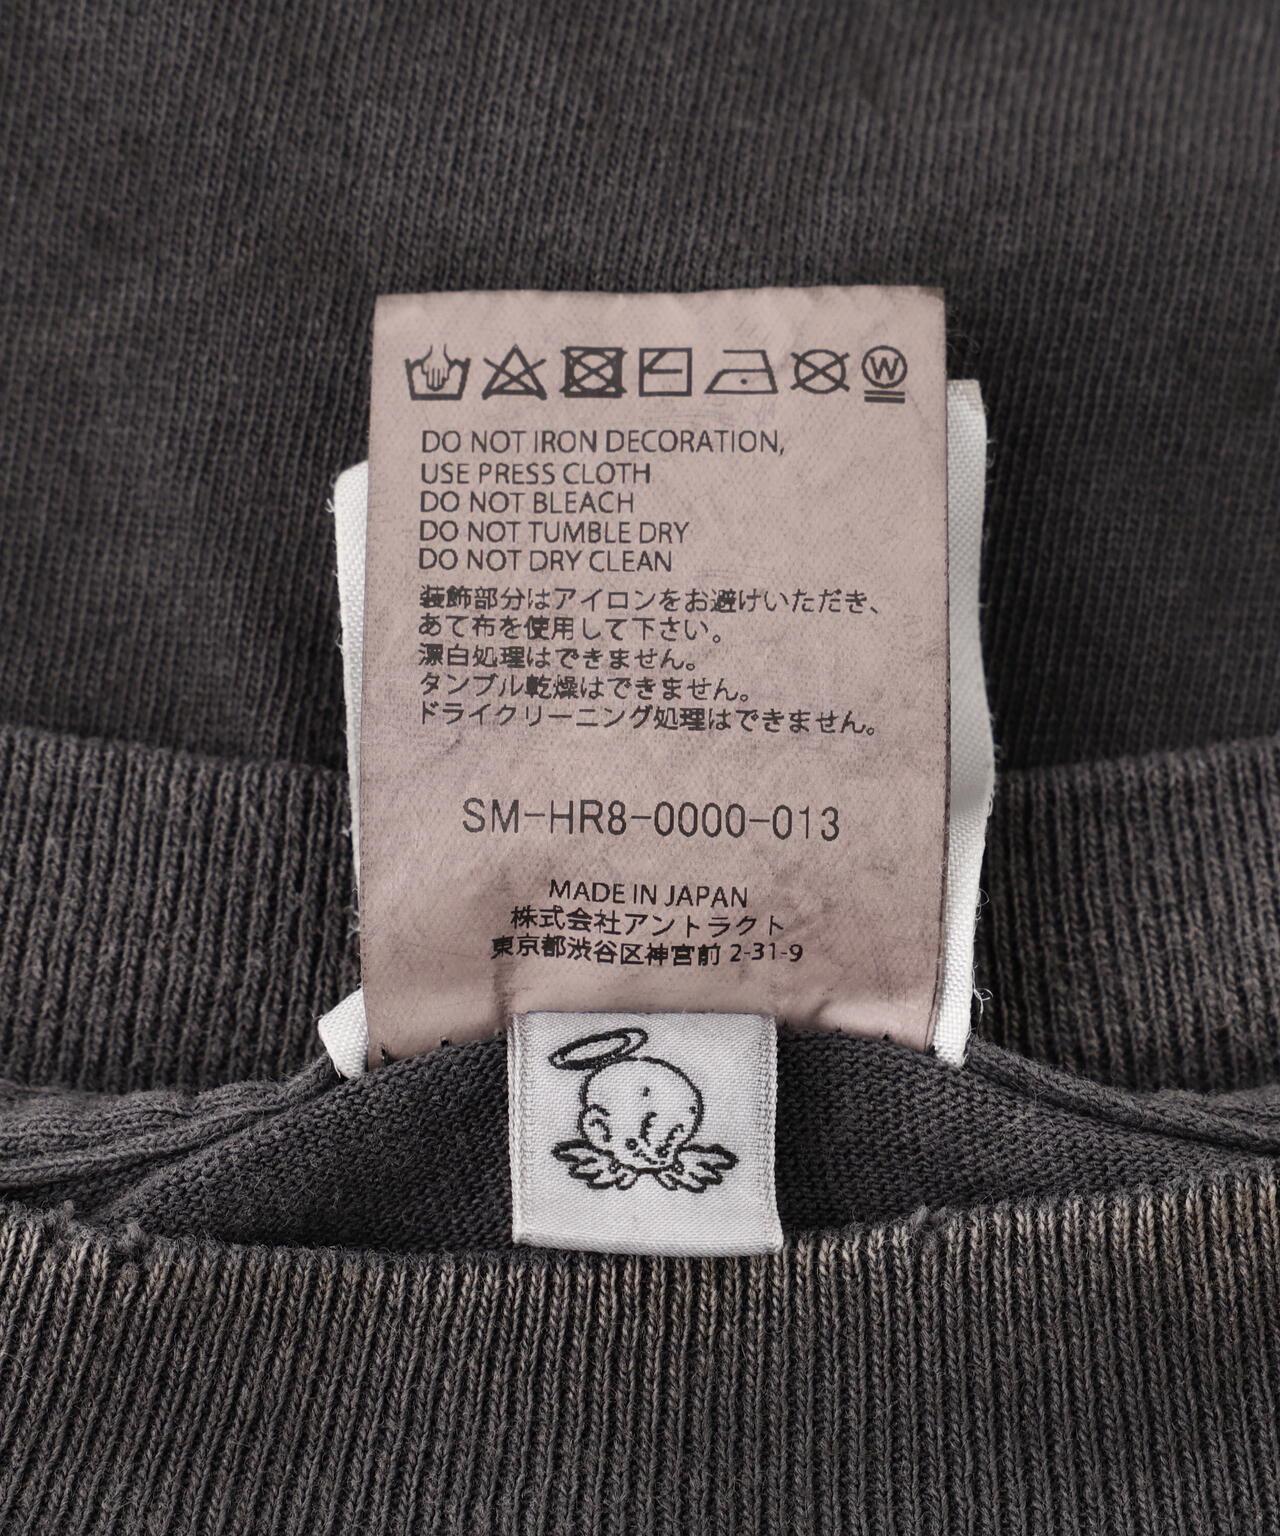 W
DO NOT IRON DECORATION,
USE PRESS CLOTH
DO NOT BLEACH
DO NOT TUMBLE DRY
DO NOT DRY CLEAN
装飾部分はアイロンをお避けいただき、
あて布を使用して下さい。
漂白処理はできません。
タンブル乾燥はできません。
ドライクリーニング処理はできません。
SM-HR8-0000-013
MADE IN JAPAN
株式会社アントラクト
東京都渋谷区神宮前 2-31-9